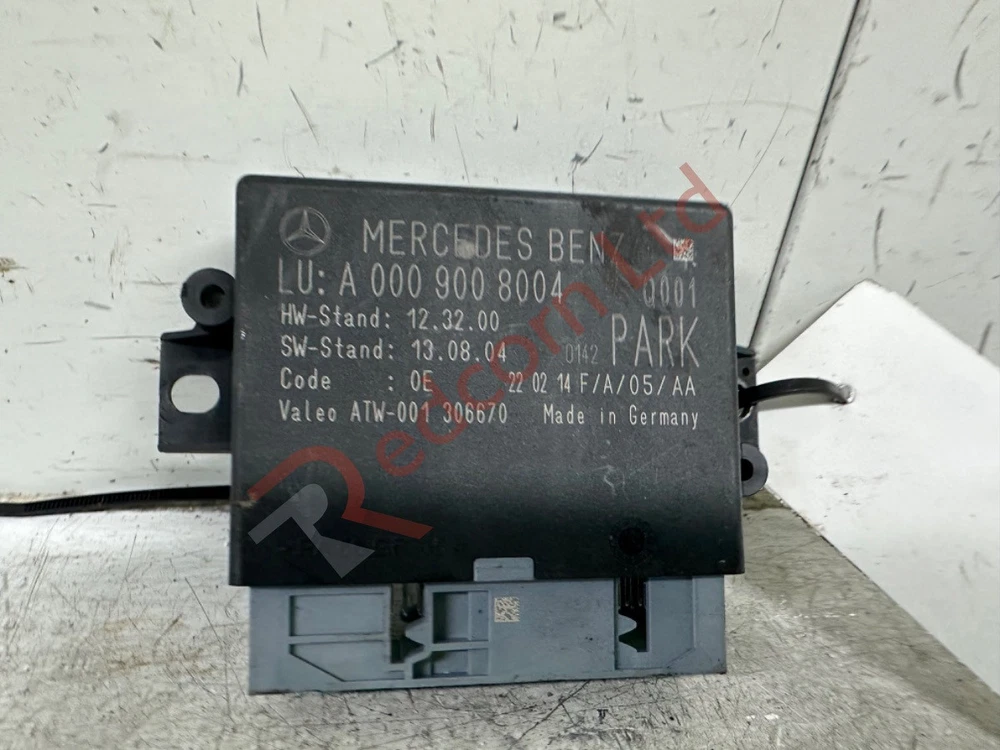 MERCEDES BENZ
LU: A 000 900 8004 Q001
HW-Stand: 12.32.00
SW-Stand: 13.08.04 0142 PARK
Code : 0E 22 02 14 F/A/05/AA
Valeo ATW-001 306670 Made in Germany
Redcorn Ltd